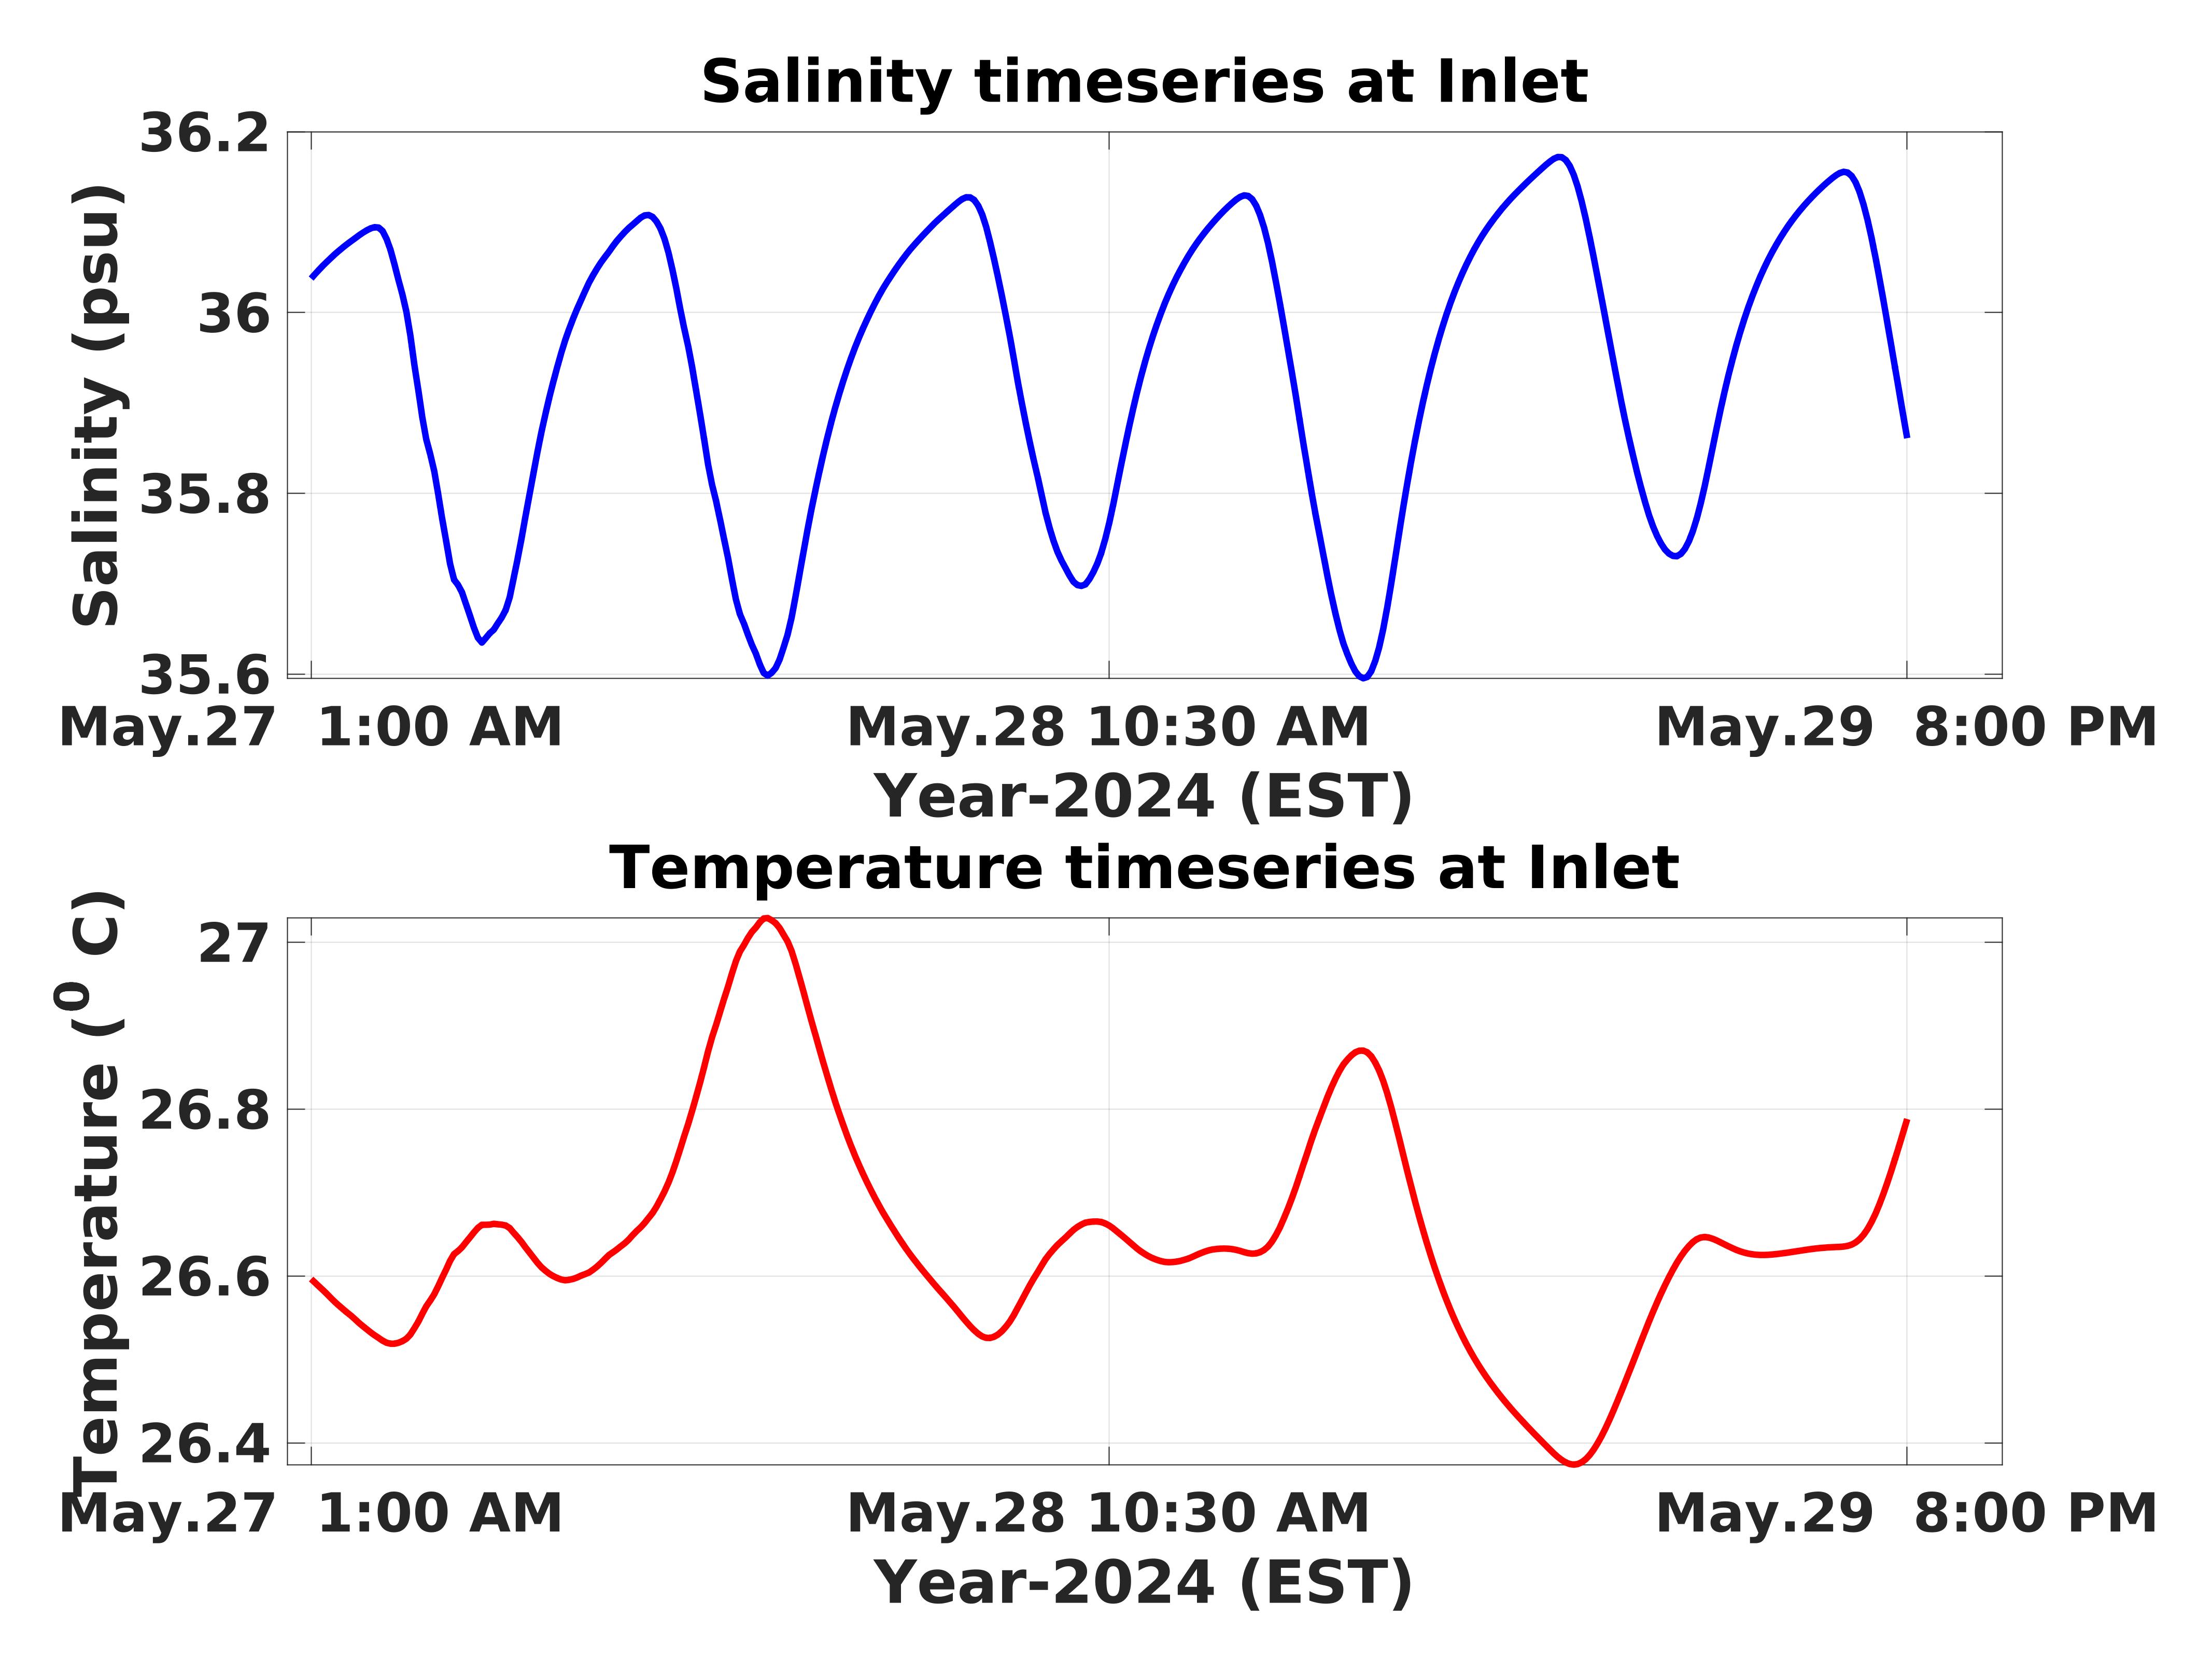 Salinity timeseries at Inlet
Salinity (psu)
36.2
36
35.8
35.6
May.27  1:00 AM
May.28 10:30 AM
May.29  8:00 PM
Year-2024 (EST)
Temperature timeseries at Inlet
Temperature (⁰ C)
27
26.8
26.6
26.4
May.27  1:00 AM
May.28 10:30 AM
May.29  8:00 PM
Year-2024 (EST)